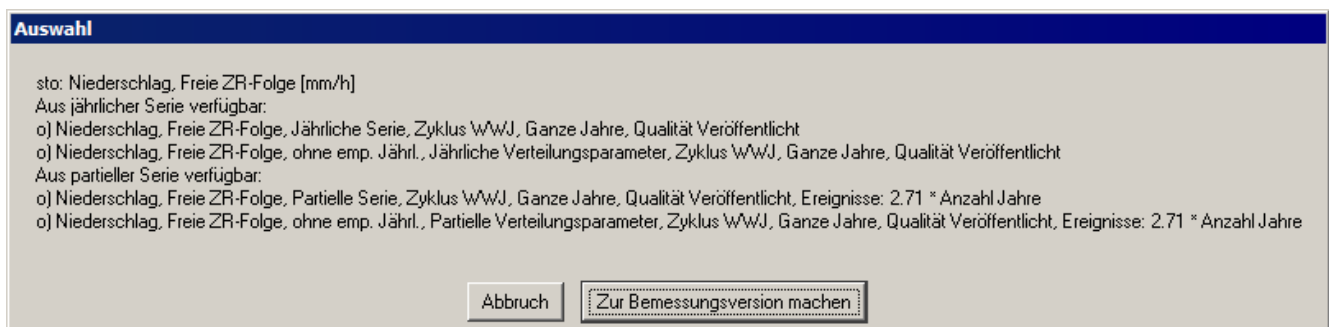 Auswahl
sto: Niederschlag, Freie ZR-Folge [mm/h]
Aus jährlicher Serie verfügbar:
o) Niederschlag, Freie ZR-Folge, Jährliche Serie, Zyklus WWJ, Ganze Jahre, Qualität Veröffentlicht
o) Niederschlag, Freie ZR-Folge, ohne emp. Jährl., Jährliche Verteilungsparameter, Zyklus WWJ, Ganze Jahre, Qualität Veröffentlicht
Aus partieller Serie verfügbar:
o) Niederschlag, Freie ZR-Folge, Partielle Serie, Zyklus WWJ, Ganze Jahre, Qualität Veröffentlicht, Ereignisse: 2.71 * Anzahl Jahre
o) Niederschlag, Freie ZR-Folge, ohne emp. Jährl., Partielle Verteilungsparameter, Zyklus WWJ, Ganze Jahre, Qualität Veröffentlicht, Ereignisse: 2.71 * Anzahl Jahre
Abbruch Zur Bemessungsversion machen